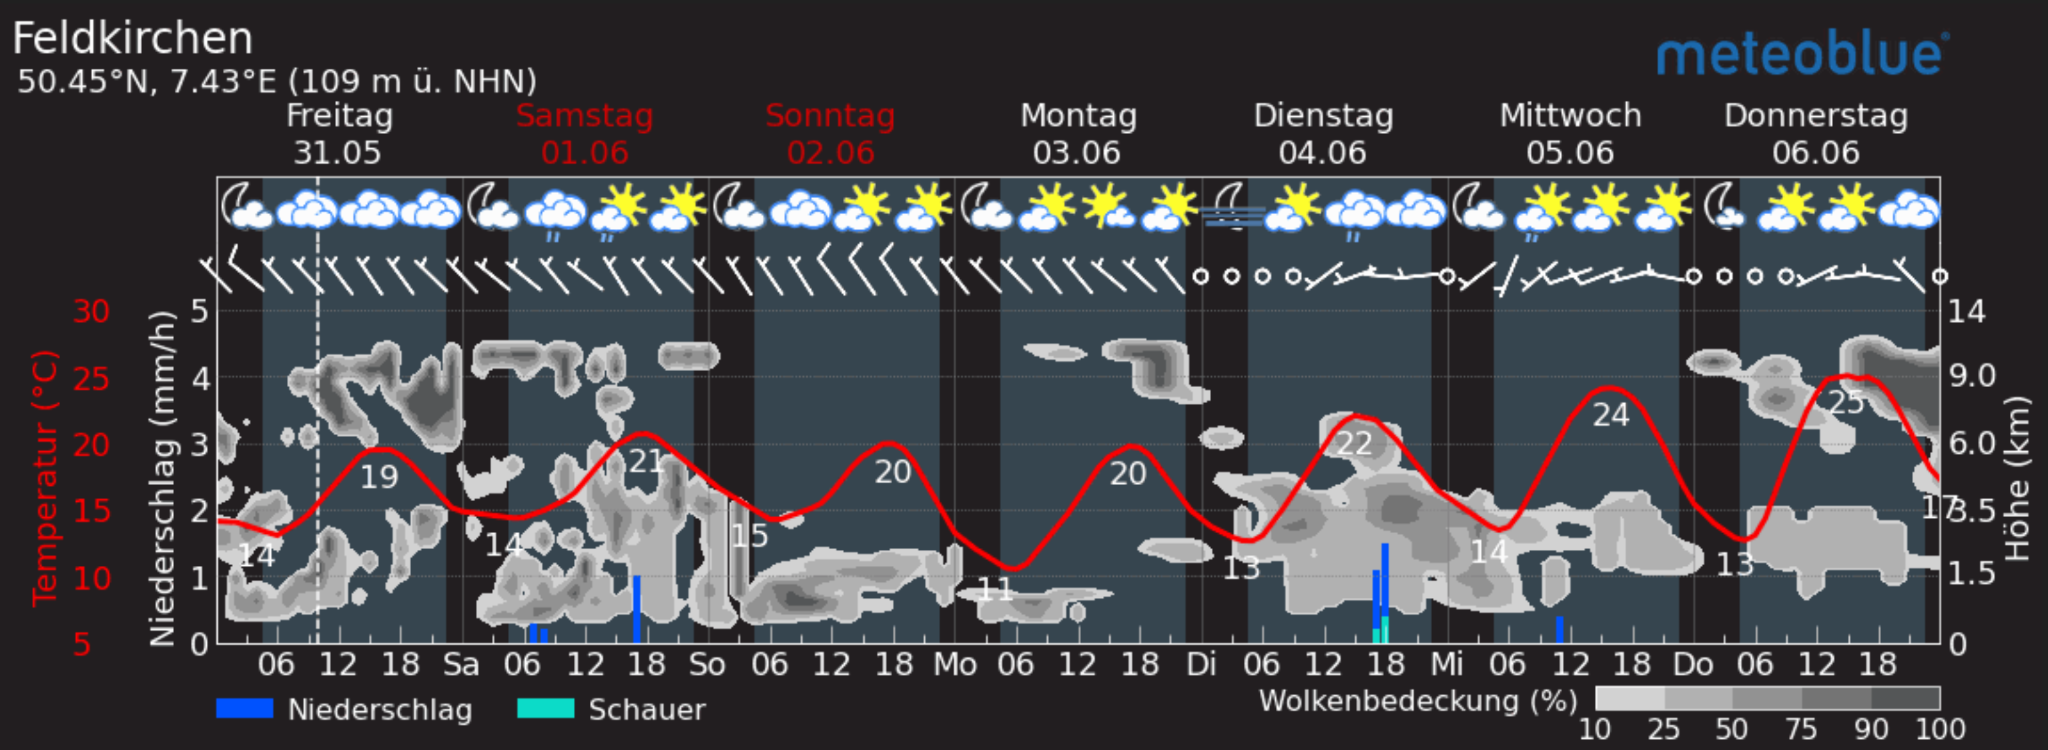 Feldkirchen
meteoblue®
50.45°N, 7.43°E (109 m ü. NHN)
Freitag Samstag Sonntag Montag Dienstag Mittwoch Donnerstag
31.05 01.06 02.06 03.06 04.06 05.06 06.06
30 5 14
25 4 9.0
20 3 6.0
15 2 3.5
10 1 1.5
5 0 0
Temperatur (°C)
Niederschlag (mm/h)
Höhe (km)
14 19 14 21 15 20 11 20 13 22 14 24 13 25 17
06 12 18 Sa 06 12 18 So 06 12 18 Mo 06 12 18 Di 06 12 18 Mi 06 12 18 Do 06 12 18
Niederschlag Schauer
Wolkenbedeckung (%)
10 25 50 75 90 100